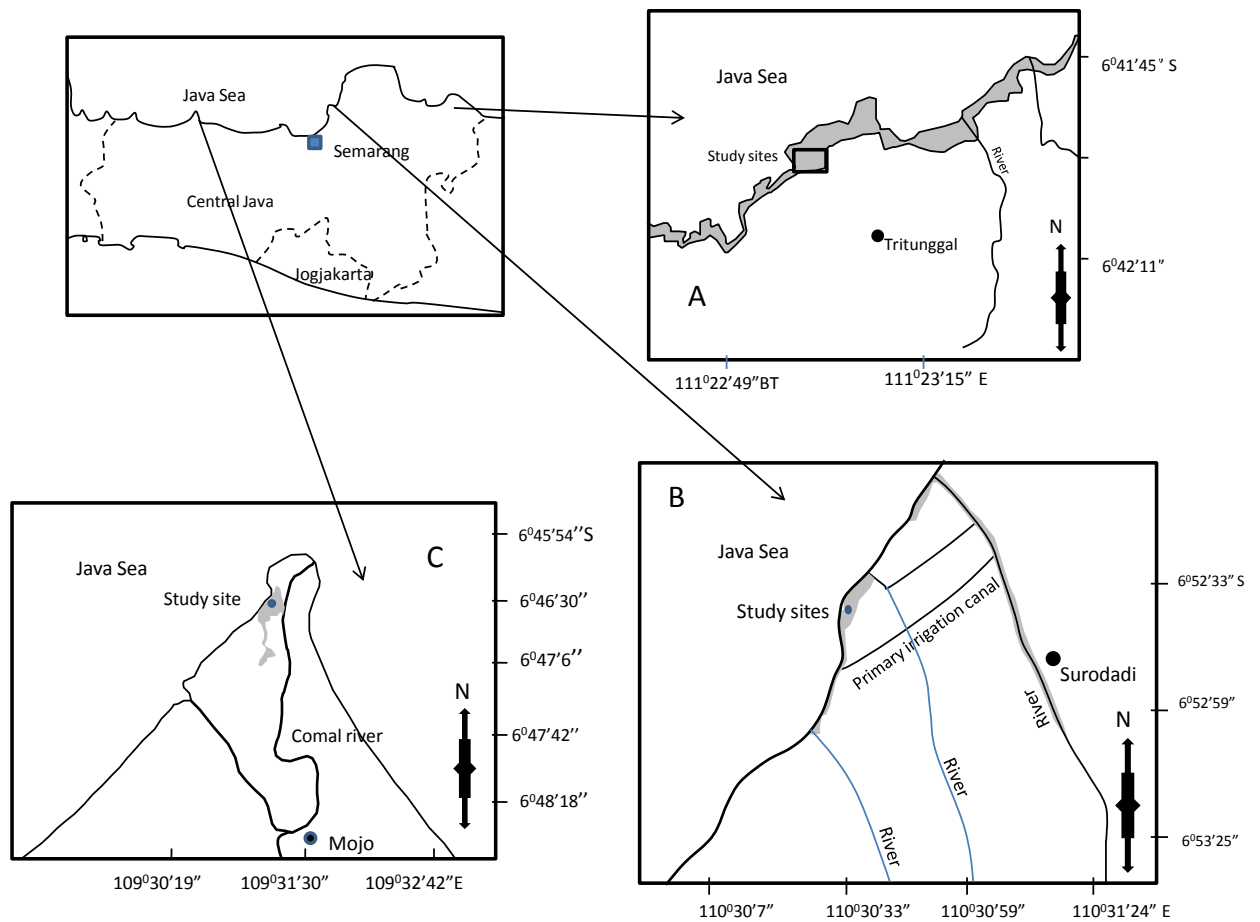 Java Sea
Semarang
Central Java
Jogjakarta
Java Sea
Study sites
River
Tritunggal
N
A
6⁰41’45” S
6⁰42’11”
111⁰22’49”BT
111⁰23’15” E
C
Java Sea
Study site
N
Comal river
Mojo
6⁰45’54’’S
6⁰46’30’’
6⁰47’6’’
6⁰47’42’’
6⁰48’18’’
109⁰30’19”
109⁰31’30”
109⁰32’42”E
B
Java Sea
Study sites
Primary irrigation canal
Surodadi
River
N
River
River
6⁰52’33” S
6⁰52’59”
6⁰53’25”
110⁰30’7”
110⁰30’33”
110⁰30’59”
110⁰31’24” E